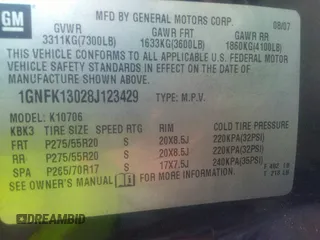 GM
MFD BY GENERAL MOTORS CORP. 08/07
GVWR GAWR FRT GAWR RR
3311KG(7300LB) 1633KG(3600LB) 1860KG(4100LB)
THIS VEHICLE CONFORMS TO ALL APPLICABLE U.S. FEDERAL MOTOR
VEHICLE SAFETY STANDARDS IN EFFECT ON THE DATE OF
MANUFACTURE SHOWN ABOVE.
1GNFK13028J123429 TYPE: M.P.V.
MODEL: K10706
KBK3 TIRE SIZE SPEED RTG RIM COLD TIRE PRESSURE
FRT P275/55R20 S 20X8.5J 220KPA(32PSI)
RR P275/55R20 S 20X8.5J 220KPA(32PSI)
SPA P265/70R17 S 17X7.5J 240KPA(35PSI)
SEE OWNER'S MANUAL FOR MORE INFORMATION
DREAMBID